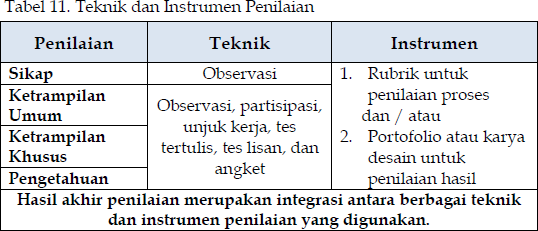 Tabel 11. Teknik dan Instrumen Penilaian
Penilaian Teknik Instrumen
Sikap
Observasi
Ketrampilan
Umum
Ketrampilan
Khusus
Pengetahuan
Observasi, partisipasi,
unjuk kerja, tes
tertulis, tes lisan, dan
angket
1. Rubrik untuk
penilaian proses
dan / atau
2. Portofolio atau karya
desain untuk
penilaian hasil
Hasil akhir penilaian merupakan integrasi antara berbagai teknik
dan instrumen penilaian yang digunakan.